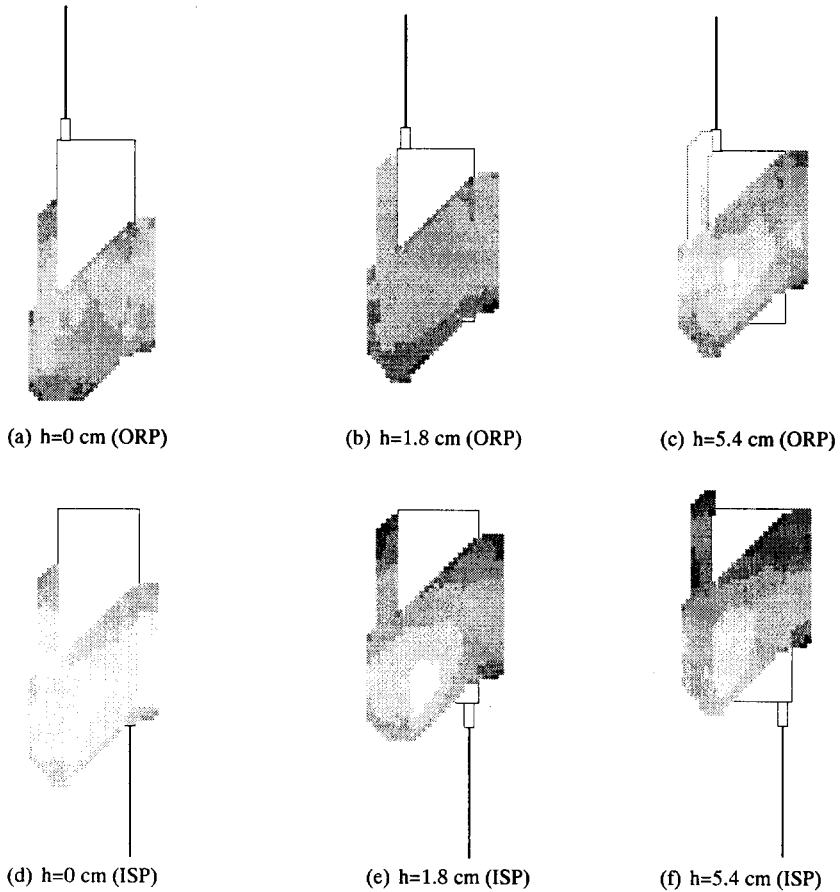 (a) h=0 cm (ORP)
(b) h=1.8 cm (ORP)
(c) h=5.4 cm (ORP)
(d) h=0 cm (ISP)
(e) h=1.8 cm (ISP)
(f) h=5.4 cm (ISP)